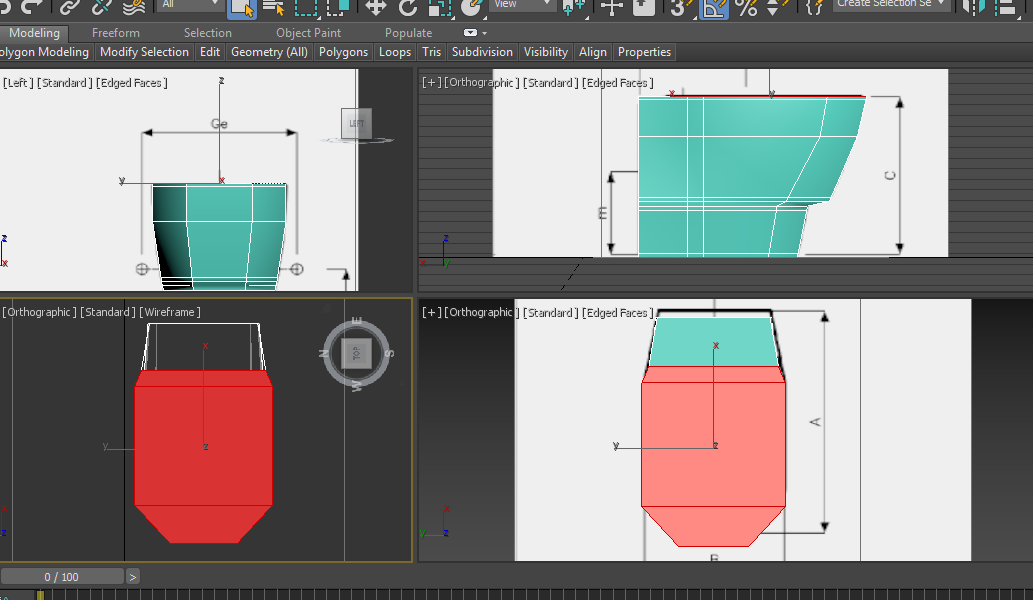 All
View
3
%
Create Selection Se
Modeling Freeform Selection Object Paint Populate
olygon Modeling Modify Selection Edit Geometry (All) Polygons Loops Tris Subdivision Visibility Align Properties
[Left ] [Standard ] [Edged Faces ]
z
Ge
LEFT
y x
z
x
[+] [Orthographic ] [Standard ] [Edged Faces ]
x y
C
m
z
x y
[Orthographic ] [Standard ] [Wireframe ]
E
N TOP S
W
x
y z
x
z
[+] [Orthographic ] [Standard ] [Edged Faces ]
x
A
y z
x
y z
B
0 / 100 >